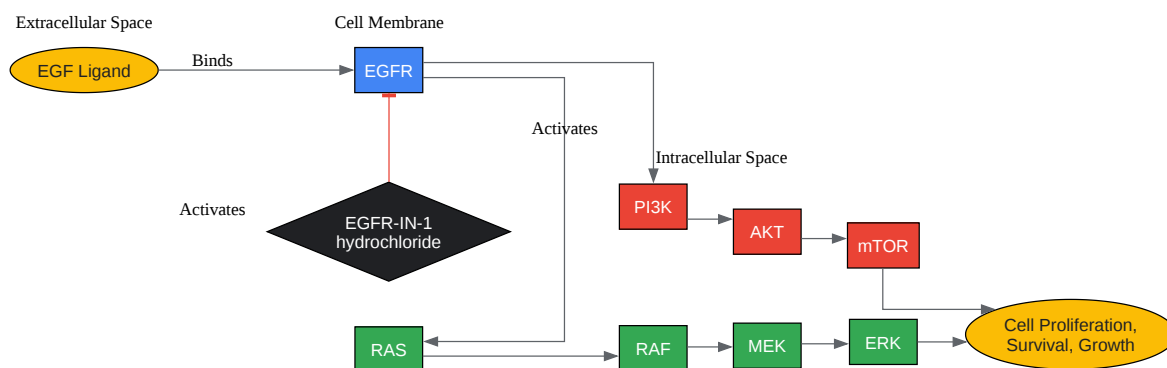 Extracellular Space
Cell Membrane
EGF Ligand
Binds
EGFR
Activates
Intracellular Space
Activates
EGFR-IN-1
hydrochloride
PI3K
AKT
mTOR
RAS
RAF
MEK
ERK
Cell Proliferation,
Survival, Growth